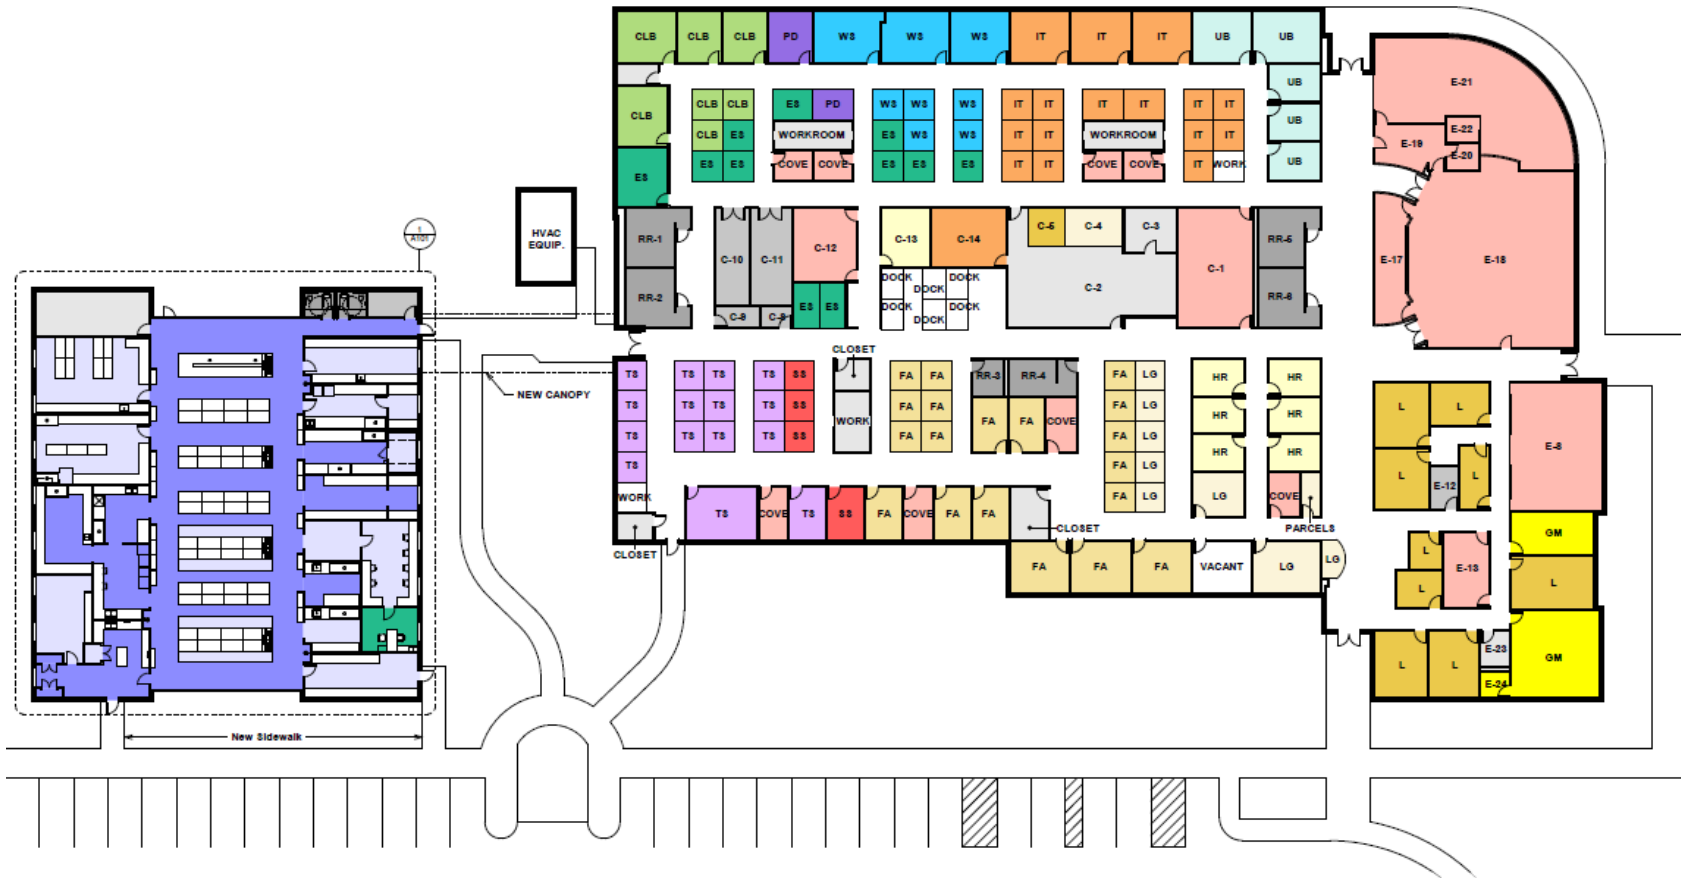 CLB CLB CLB PD WS WS WS IT IT IT UB UB
E-21
UB
CLB CLB ES PD WS WS WS IT IT IT IT IT IT
CLB
UB
CLB ES WORKROOM ES WS WS IT IT WORKROOM IT IT
E-22
E-19
E-20
ES ES COVE COVE ES ES ES IT IT COVE COVE IT WORK
UB
ES
1
A101
HVAC
EQUIP.
RR-1
C-10
C-11
C-12
C-13
C-14
C-5
C-4
C-3
C-1
RR-5
E-17
E-18
DOCK DOCK
DOCK
C-2
RR-2
ES ES
DOCK DOCK
DOCK
RR-6
C-9 C-8
CLOSET
NEW CANOPY
TS TS TS TS SS FA FA RR-3 RR-4 FA LG HR HR
TS TS TS TS SS WORK FA FA FA FA COVE FA LG HR HR
L L
E-8
TS TS TS TS SS FA FA FA LG HR HR
TS FA LG
L E-12 L
WORK
TS COVE TS SS FA COVE FA FA
FA LG
LG COVE
CLOSET
PARCELS
CLOSET
GM
FA FA FA VACANT LG LG
L
E-13
L
L
E-23
L L
GM
E-24
New Sidewalk